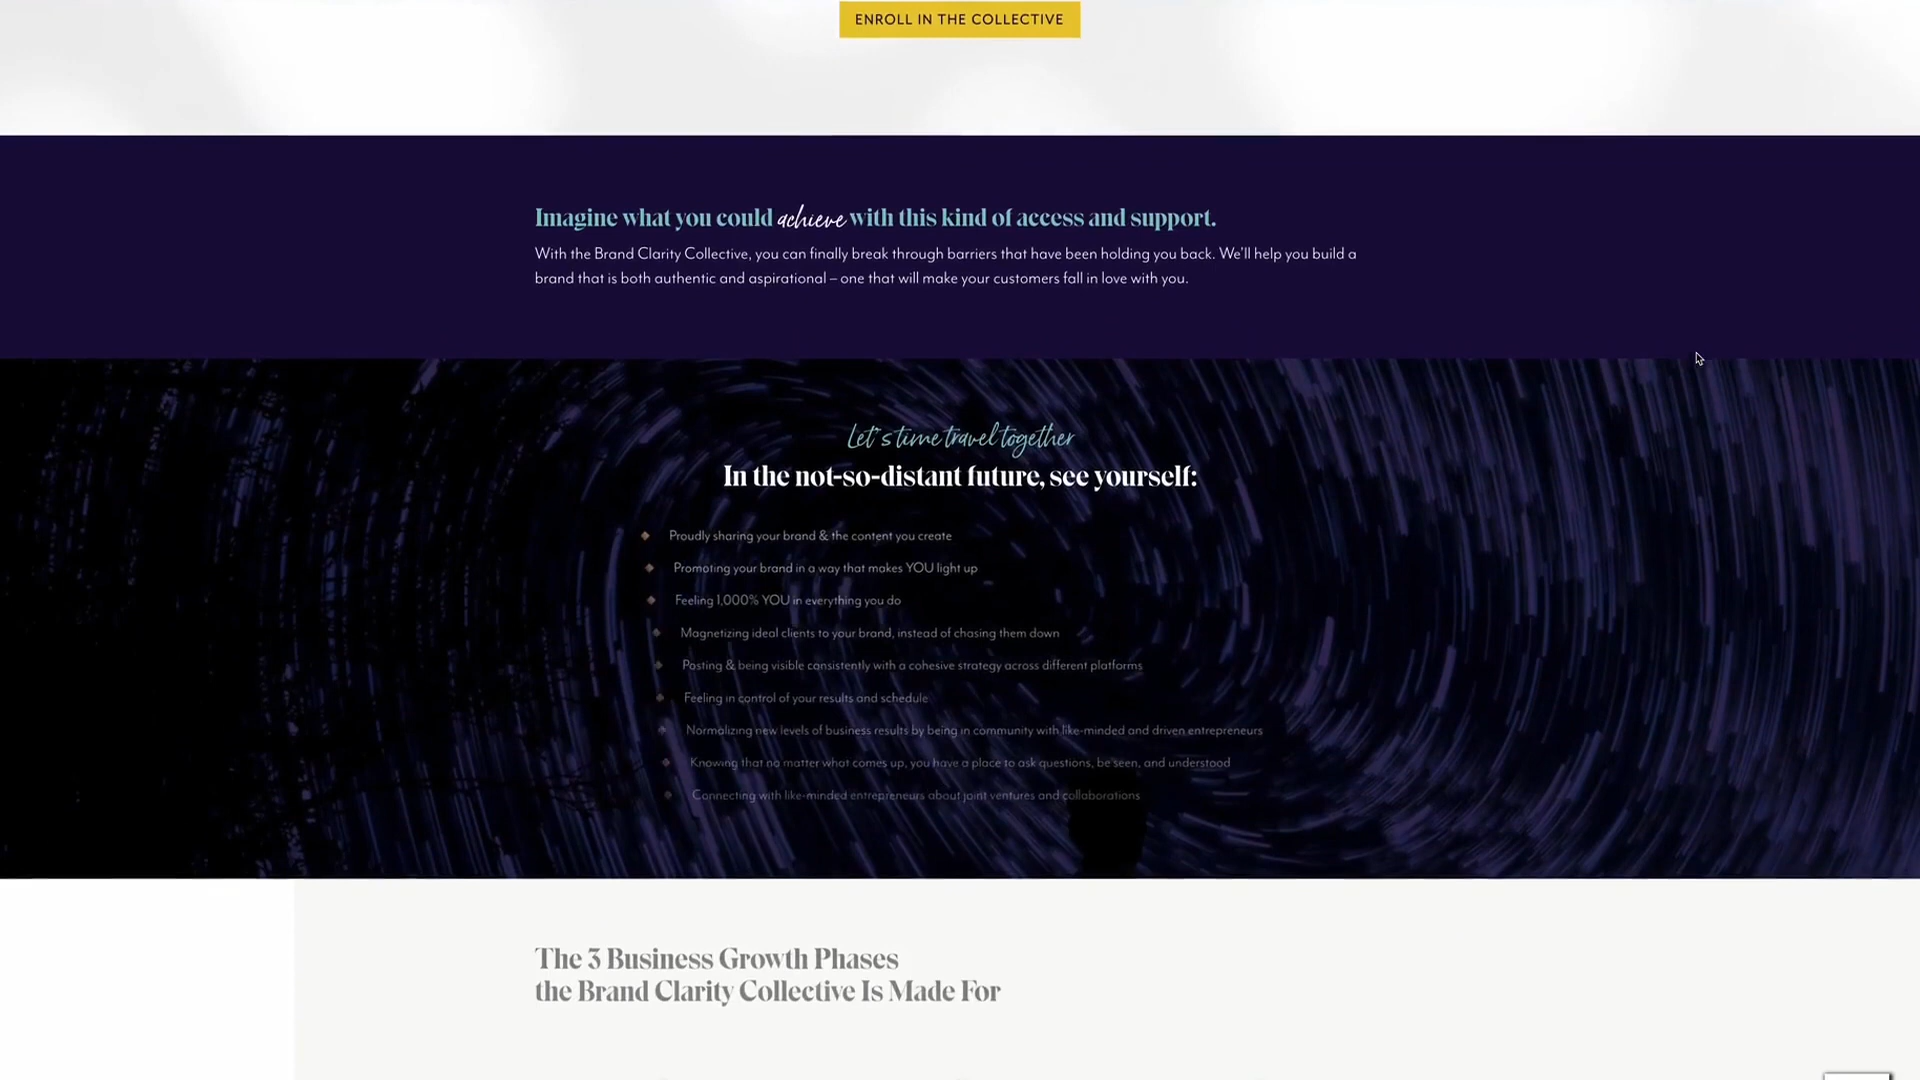 ENROLL IN THE COLLECTIVE
Imagine what you could achieve with this kind of access and support.
With the Brand Clarity Collective, you can finally break through barriers that have been holding you back. We'll help you build a
brand that is both authentic and aspirational – one that will make your customers fall in love with you.
Let's time travel together
In the not-so-distant future, see yourself:
Proudly sharing your brand & the content you create
Promoting your brand in a way that makes YOU light up
Feeling 1,000% YOU in everything you do
Magnetizing ideal clients to your brand, instead of chasing them down
Posting & being visible consistently with a cohesive strategy across different platforms
Feeling in control of your results and schedule
Normalizing new levels of business results by being in community with like-minded and driven entrepreneurs
Knowing that no matter what comes up, you have a place to ask questions, be seen, and understood
Connecting with like-minded entrepreneurs about joint ventures and collaborations
The 3 Business Growth Phases
the Brand Clarity Collective Is Made For